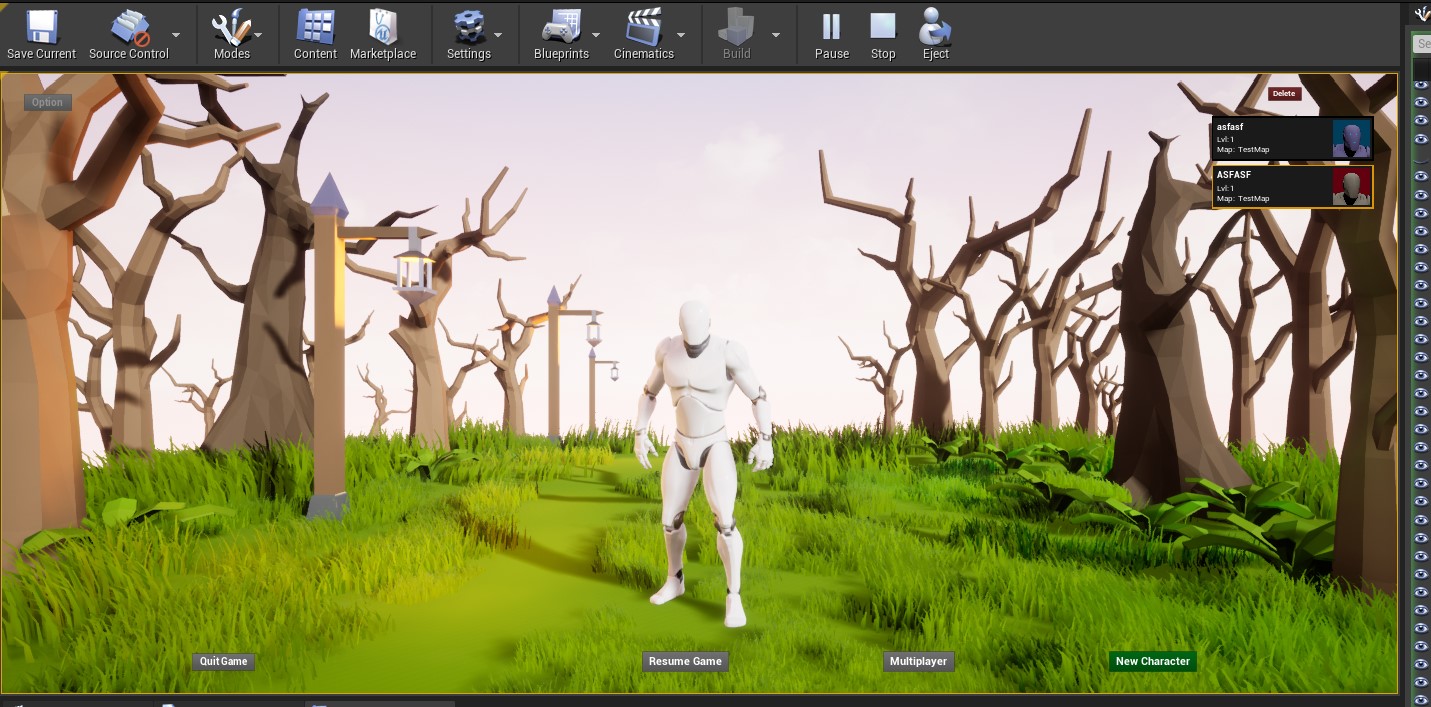 Save Current
Source Control
Modes
Content
Marketplace
Settings
Blueprints
Cinematics
Build
Pause
Stop
Eject
Se
Option
Delete
asfasf
Lvl: 1
Map: TestMap
ASFASF
Lvl: 1
Map: TestMap
Quit Game
Resume Game
Multiplayer
New Character